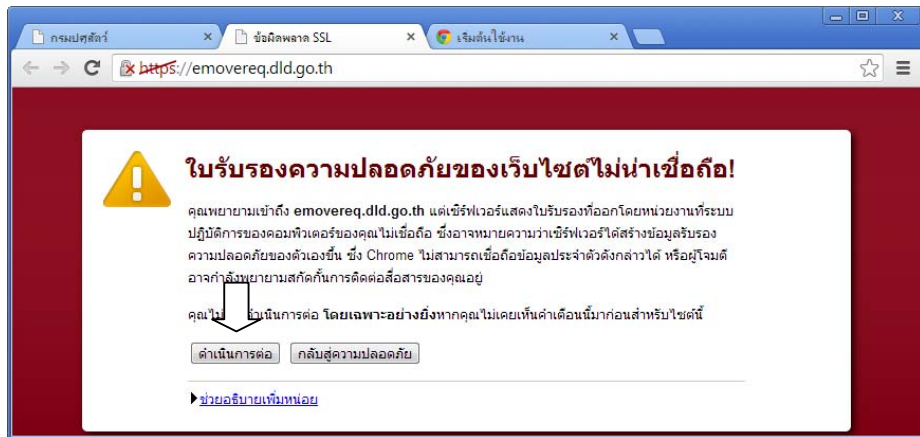 กรมปศุสัตว์
ข้อผิดพลาด SSL
เริ่มต้นใช้งาน
https://emovereq.dld.go.th
ใบรับรองความปลอดภัยของเว็บไซต์ไม่น่าเชื่อถือ!
คุณพยายามเข้าถึง emovereq.dld.go.th แต่เซิร์ฟเวอร์แสดงใบรับรองที่ออกโดยหน่วยงานที่ระบบ
ปฏิบัติการของคอมพิวเตอร์ของคุณไม่เชื่อถือ ซึ่งอาจหมายความว่าเซิร์ฟเวอร์ได้สร้างข้อมูลรับรอง
ความปลอดภัยของตัวเองขึ้น ซึ่ง Chrome ไม่สามารถเชื่อถือข้อมูลประจำตัวดังกล่าวได้ หรือผู้โจมตี
อาจกำลังพยายามสกัดกั้นการติดต่อสื่อสารของคุณอยู่
คุณไม่ ดำเนินการต่อ โดยเฉพาะอย่างยิ่งหากคุณไม่เคยเห็นคำเตือนนี้มาก่อนสำหรับไซต์นี้
ดำเนินการต่อ
กลับสู่ความปลอดภัย
ช่วยอธิบายเพิ่มหน่อย